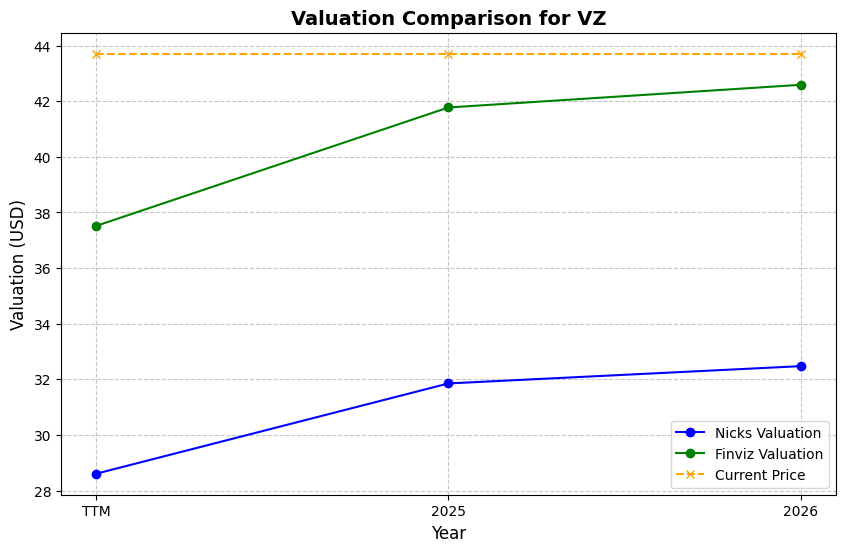 Valuation Comparison for VZ
Valuation (USD)
44
42
40
38
36
34
32
30
28
TTM
2025
2026
Year
Nicks Valuation
Finviz Valuation
Current Price